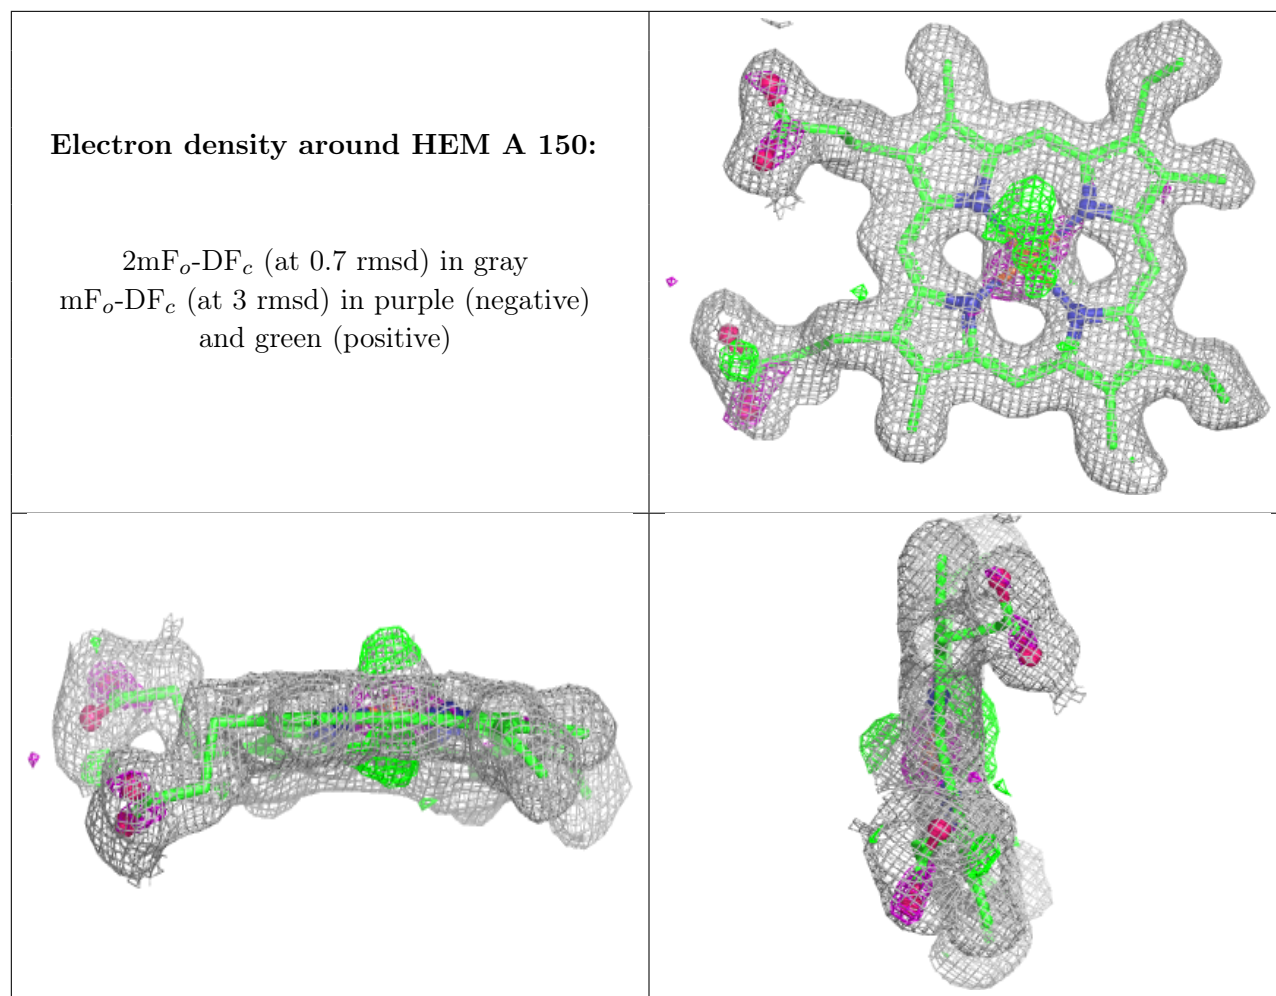 Electron density around HEM A 150:
2mFₒ-DF𝒸 (at 0.7 rmsd) in gray
mFₒ-DF𝒸 (at 3 rmsd) in purple (negative)
and green (positive)